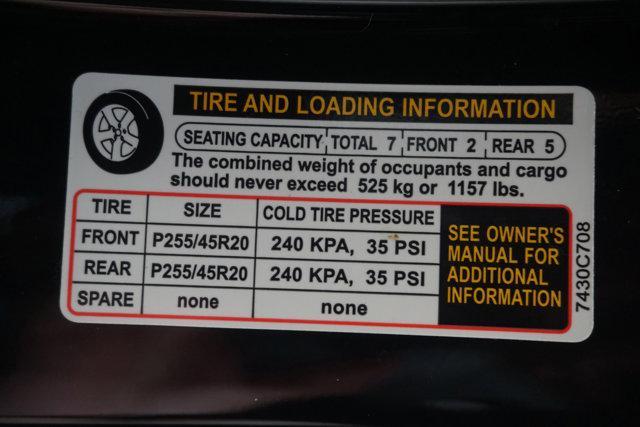 TIRE AND LOADING INFORMATION
SEATING CAPACITY TOTAL 7 FRONT 2 REAR 5
The combined weight of occupants and cargo
should never exceed 525 kg or 1157 lbs.
TIRE SIZE COLD TIRE PRESSURE
FRONT P255/45R20 240 KPA, 35 PSI
REAR P255/45R20 240 KPA, 35 PSI
SPARE none none
SEE OWNER'S
MANUAL FOR
ADDITIONAL
INFORMATION
7430C708